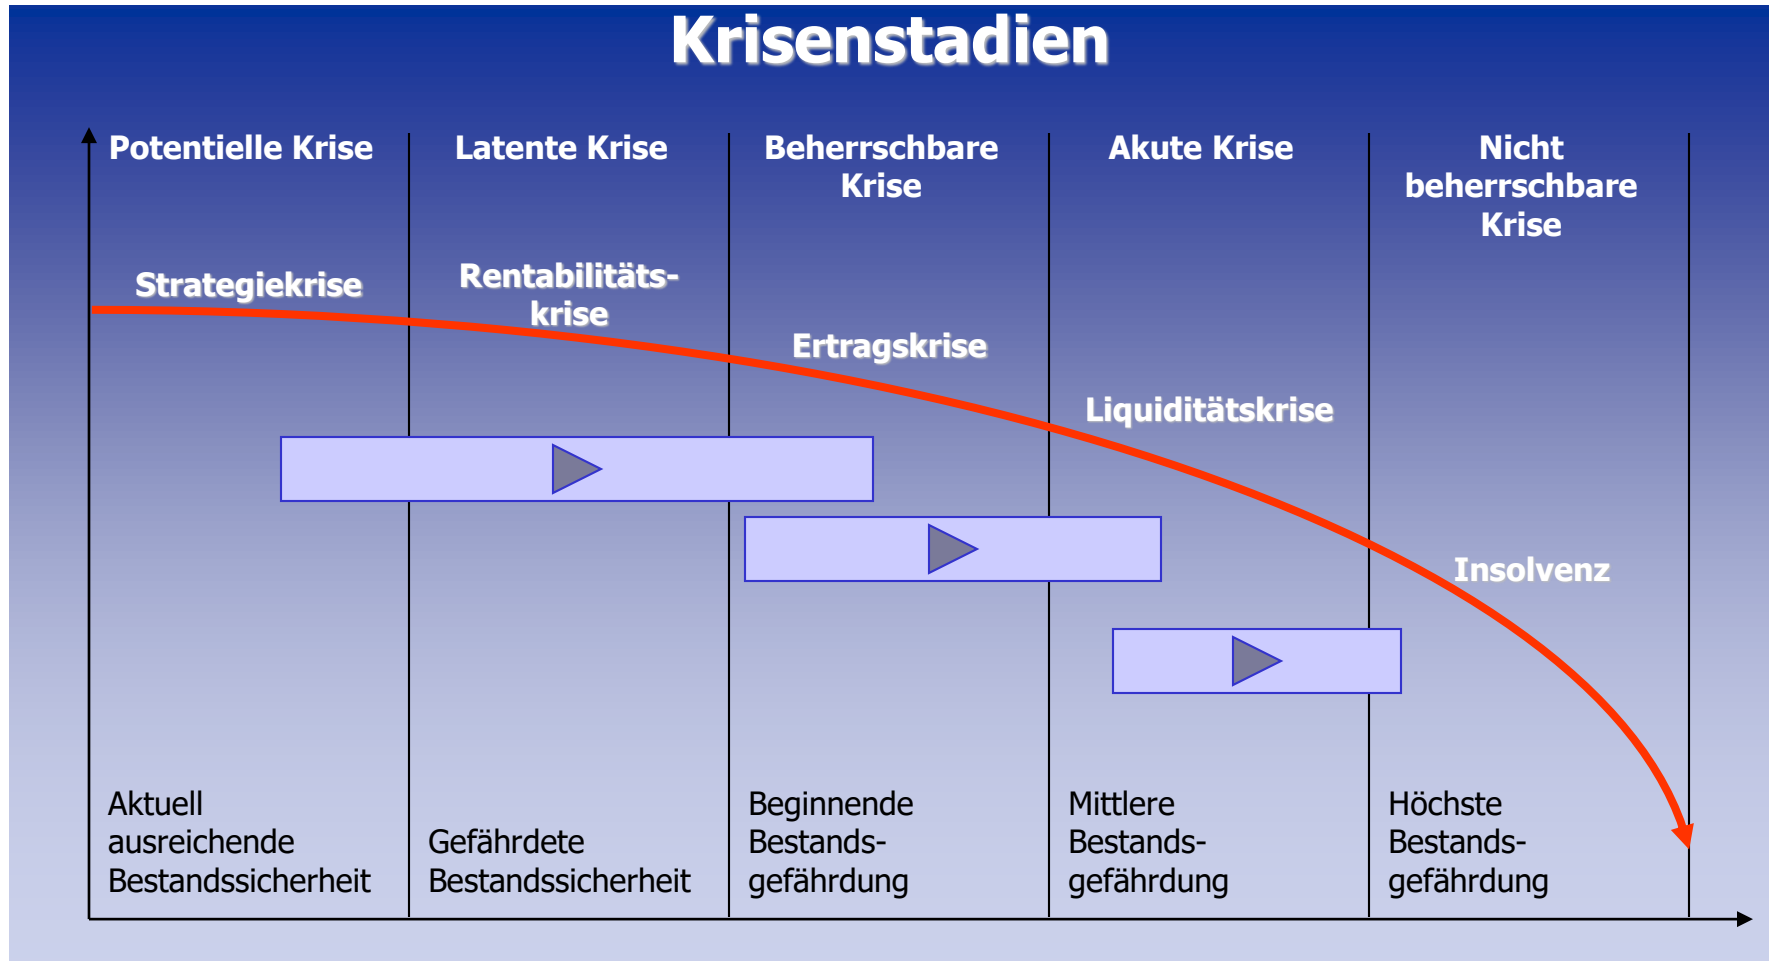 Krisenstadien
Potentielle Krise
Latente Krise
Beherrschbare
Krise
Akute Krise
Nicht
beherrschbare
Krise
Strategiekrise
Rentabilitäts-
krise
Ertragskrise
Liquiditätskrise
Insolvenz
Aktuell
ausreichende
Bestandssicherheit
Gefährdete
Bestandssicherheit
Beginnende
Bestands-
gefährdung
Mittlere
Bestands-
gefährdung
Höchste
Bestands-
gefährdung